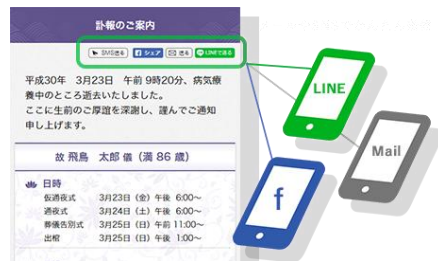 訃報のご案内
SMS送る
f シェア
送る
LINEで送る
平成30年 3月23日 午前 9時20分、病気療
養中のところ逝去いたしました。
ここに生前のご厚誼を深謝し、謹んでご通知
申し上げます。
故 飛鳥 太郎 儀（満 86 歳）
日時
仮通夜式 3月23日（金）午後 6:00～
通夜式 3月24日（土）午後 6:00～
葬儀告別式 3月25日（日）午前 11:00～
出棺 3月25日（日）午後 1:00～
LINE
Mail
f